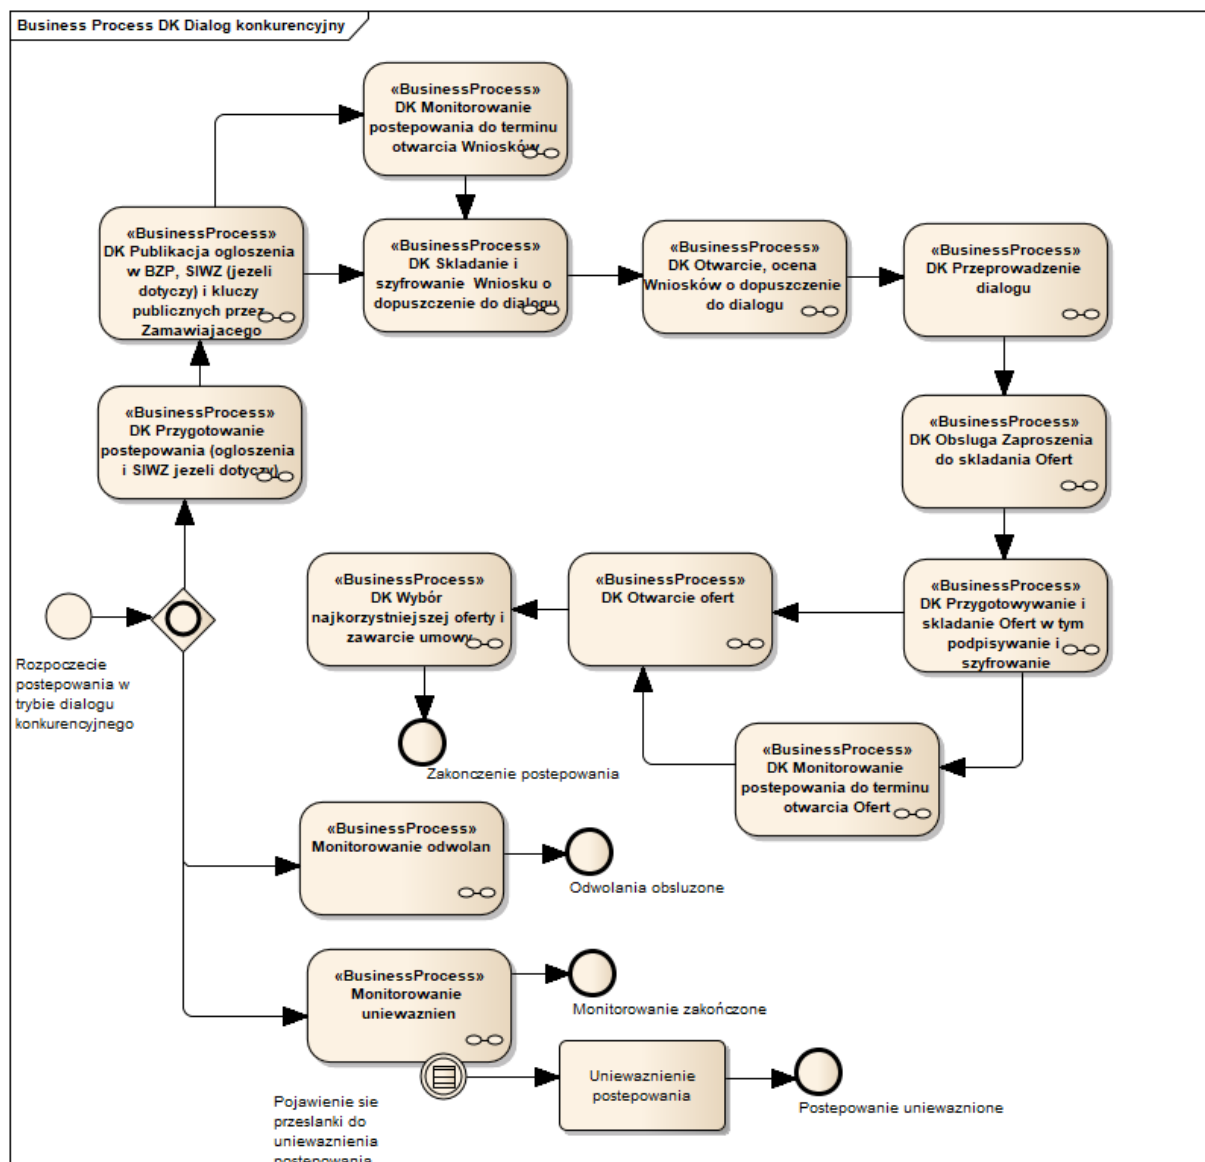 Business Process DK Dialog konkurencyjny
«BusinessProcess»
DK Monitorowanie
postepowania do terminu
otwarcia Wniosków
«BusinessProcess»
DK Publikacja ogloszenia
w BZP, SIWZ (jezeli
dotyczy) i kluczy
publicznych przez
Zamawiajacego
«BusinessProcess»
DK Skladanie i
szyfrowanie Wniosku o
dopuszczenie do dialogu
«BusinessProcess»
DK Otwarcie, ocena
Wniosków o dopuszczenie
do dialogu
«BusinessProcess»
DK Przeprowadzenie
dialogu
«BusinessProcess»
DK Przygotowanie
postepowania (ogloszenia
i SIWZ jezeli dotyczy)
«BusinessProcess»
DK Obsluga Zaproszenia
do skladania Ofert
«BusinessProcess»
DK Wybór
najkorzystniejszej oferty i
zawarcie umowy
«BusinessProcess»
DK Otwarcie ofert
«BusinessProcess»
DK Przygotowywanie i
skladanie Ofert w tym
podpisywanie i
szyfrowanie
Rozpoczecie
postepowania w
trybie dialogu
konkurencyjnego
«BusinessProcess»
DK Monitorowanie
postepowania do terminu
otwarcia Ofert
Zakonczenie postepowania
«BusinessProcess»
Monitorowanie odwolan
Odwolania obsluzone
«BusinessProcess»
Monitorowanie
uniewaznien
Monitorowanie zakończone
Uniewaznienie
postepowania
Postepowanie uniewaznione
Pojawienie sie
przeslanki do
uniewaznienia
postepowania